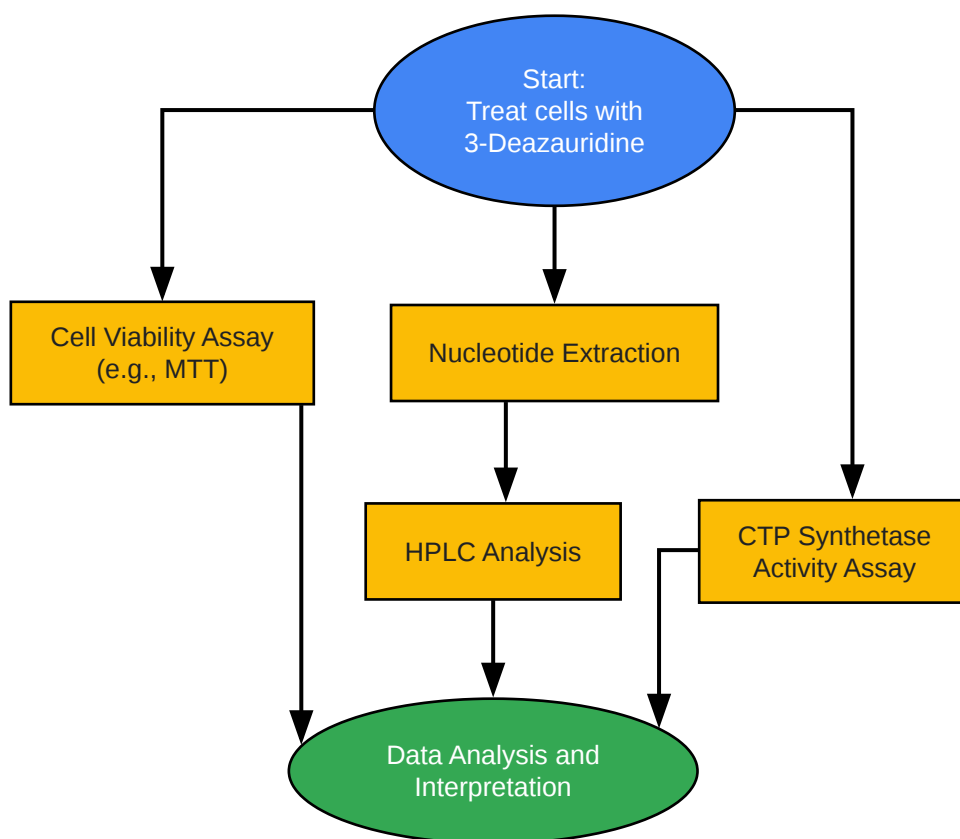 Start:
Treat cells with
3-Deazauridine
Cell Viability Assay
(e.g., MTT)
Nucleotide Extraction
HPLC Analysis
CTP Synthetase
Activity Assay
Data Analysis and
Interpretation